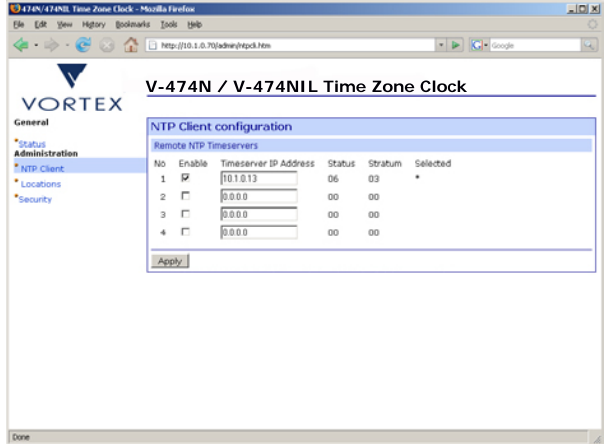 474N/474NIL Time Zone Clock - Mozilla Firefox
File Edit View History Bookmarks Tools Help
http://10.1.0.70/admin/ntpcli.htm
G Google
VORTEX
V-474N / V-474NIL Time Zone Clock
General
*Status
Administration
*NTP Client
*Locations
*Security
NTP Client configuration
Remote NTP Timeservers
No Enable Timeserver IP Address Status Stratum Selected
1 10.1.0.13 06 03 *
2 0.0.0.0 00 00
3 0.0.0.0 00 00
4 0.0.0.0 00 00
Apply
Done